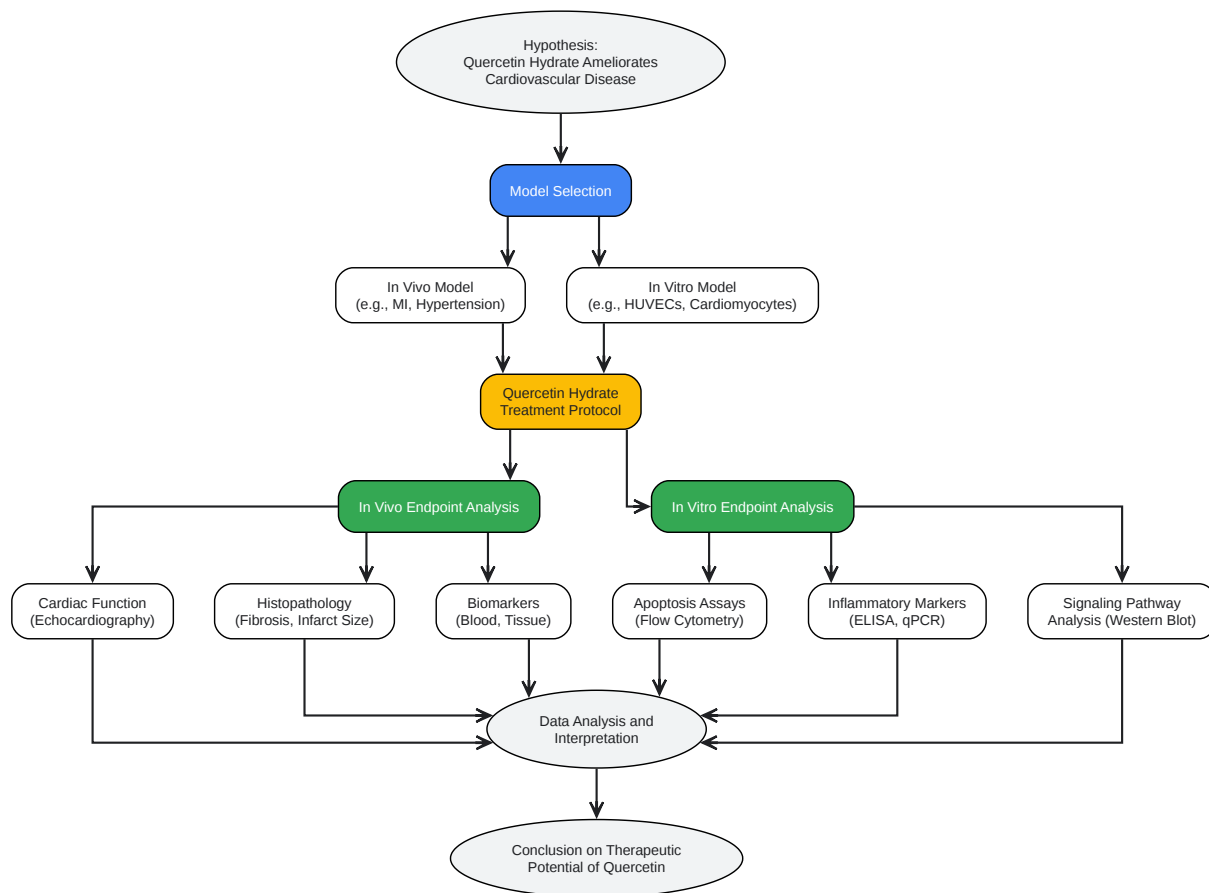 Hypothesis:
Quercetin Hydrate Ameliorates
Cardiovascular Disease
Model Selection
In Vivo Model
(e.g., MI, Hypertension)
In Vitro Model
(e.g., HUVECs, Cardiomyocytes)
Quercetin Hydrate
Treatment Protocol
In Vivo Endpoint Analysis
In Vitro Endpoint Analysis
Cardiac Function
(Echocardiography)
Histopathology
(Fibrosis, Infarct Size)
Biomarkers
(Blood, Tissue)
Apoptosis Assays
(Flow Cytometry)
Inflammatory Markers
(ELISA, qPCR)
Signaling Pathway
Analysis (Western Blot)
Data Analysis and
Interpretation
Conclusion on Therapeutic
Potential of Quercetin